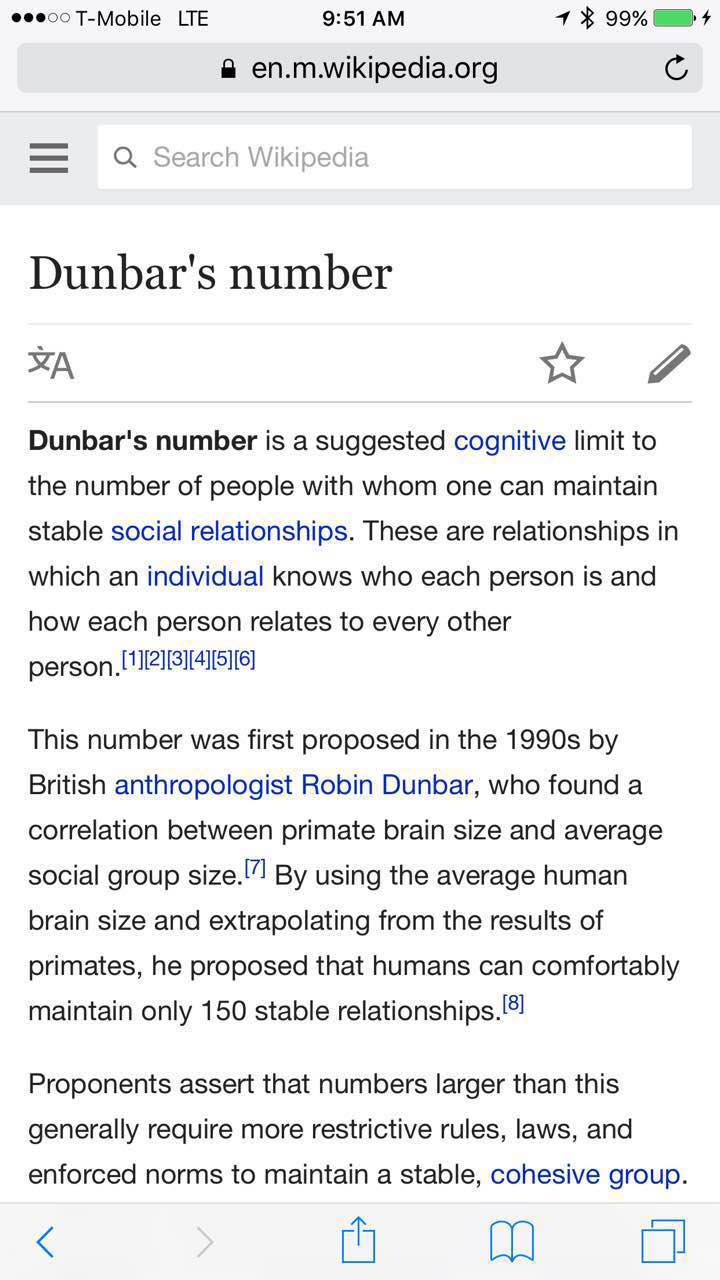 T-Mobile LTE 9:51 AM 99%
en.m.wikipedia.org
Search Wikipedia
Dunbar's number
文A
Dunbar's number is a suggested cognitive limit to
the number of people with whom one can maintain
stable social relationships. These are relationships in
which an individual knows who each person is and
how each person relates to every other
person.[1][2][3][4][5][6]
This number was first proposed in the 1990s by
British anthropologist Robin Dunbar, who found a
correlation between primate brain size and average
social group size.[7] By using the average human
brain size and extrapolating from the results of
primates, he proposed that humans can comfortably
maintain only 150 stable relationships.[8]
Proponents assert that numbers larger than this
generally require more restrictive rules, laws, and
enforced norms to maintain a stable, cohesive group.